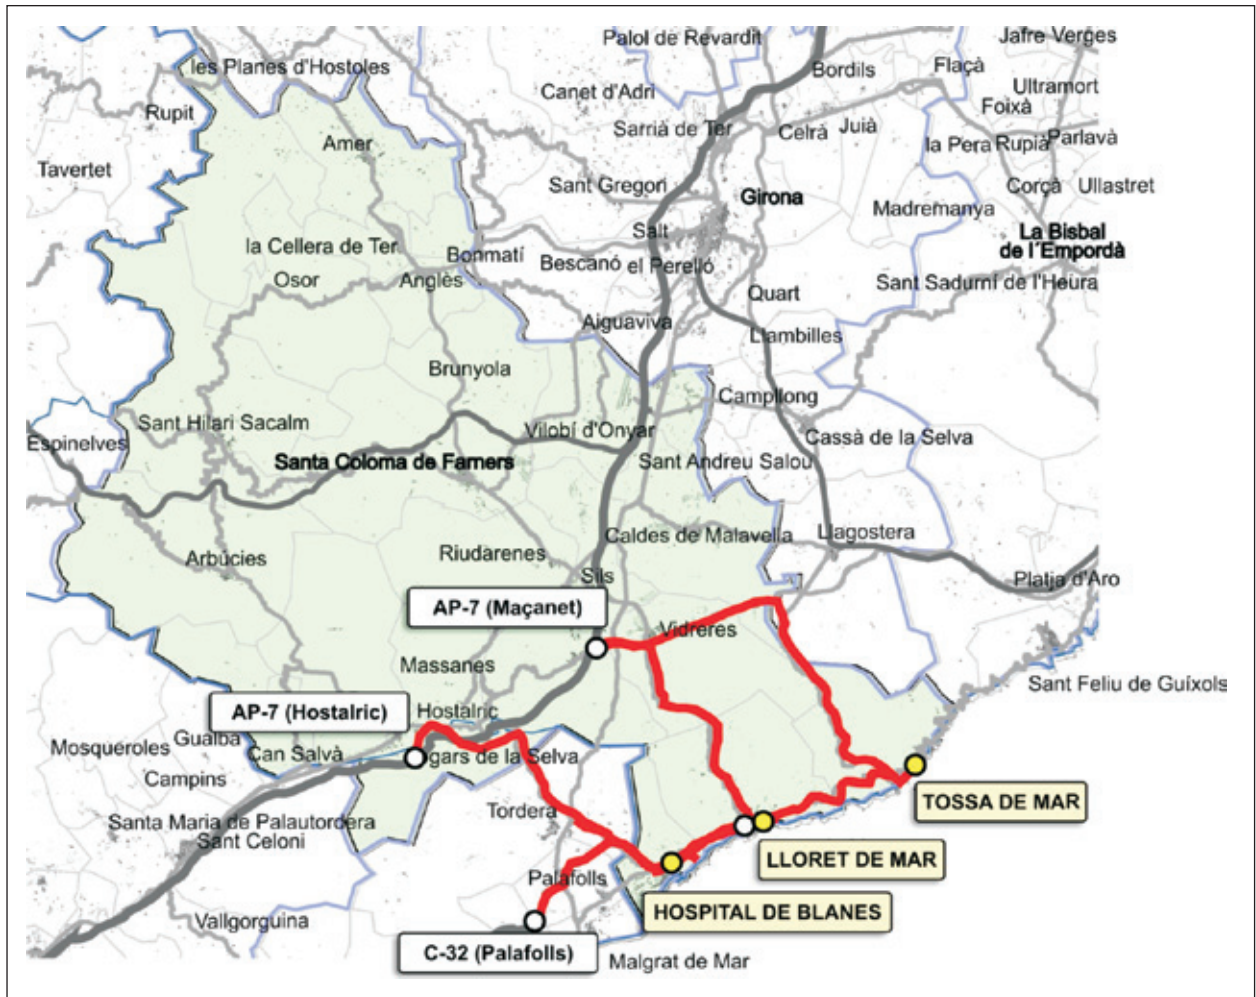 Palol de Revardit
Jafre Verges
les Planes d'Hostoles
Bordils
Flaçà
Canet d'Adri
Ultramort
Rupit
Foixà
Sarrià de Ter
Celrà
Juià
Amer
la Pera
Rupià
Parlavà
Tavertet
Sant Gregori
Girona
Corçà
Ullastret
Madremanya
Salt
La Bisbal
de l'Empordà
la Cellera de Ter
Bonmatí
Bescanó
el Perelló
Osor
Anglès
Quart
Sant Sadurní de l'Heura
Aiguaviva
Llambilles
Brunyola
Campllong
Sant Hilari Sacalm
Vilobí d'Onyar
Espinelves
Cassà de la Selva
Santa Coloma de Farners
Sant Andreu Salou
Caldes de Malavella
Llagostera
Arbúcies
Riudarenes
Sils
Platja d'Aro
AP-7 (Maçanet)
Vidreres
Massanes
Sant Feliu de Guíxols
AP-7 (Hostalric)
Hostalric
Mosqueroles
Gualba
Can Salvà
gars de la Selva
Campins
TOSSA DE MAR
Tordera
Santa Maria de Palautordera
Sant Celoni
LLORET DE MAR
Palafolls
Vallgorguina
HOSPITAL DE BLANES
C-32 (Palafolls)
Malgrat de Mar